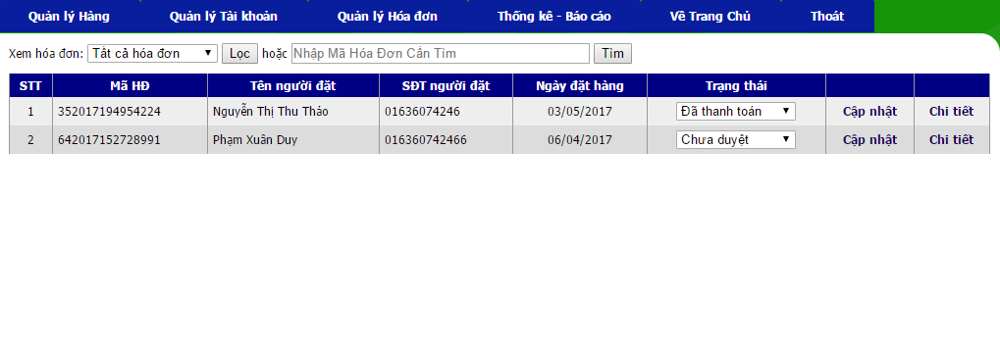 Quản lý Hàng Quản lý Tài khoản Quản lý Hóa đơn Thống kê - Báo cáo Về Trang Chủ Thoát
Xem hóa đơn: Tất cả hóa đơn Lọc hoặc Nhập Mã Hóa Đơn Cần Tìm Tìm
STT Mã HĐ Tên người đặt SĐT người đặt Ngày đặt hàng Trạng thái
1 352017194954224 Nguyễn Thị Thu Thảo 01636074246 03/05/2017 Đã thanh toán Cập nhật Chi tiết
2 642017152728991 Phạm Xuân Duy 016360742466 06/04/2017 Chưa duyệt Cập nhật Chi tiết